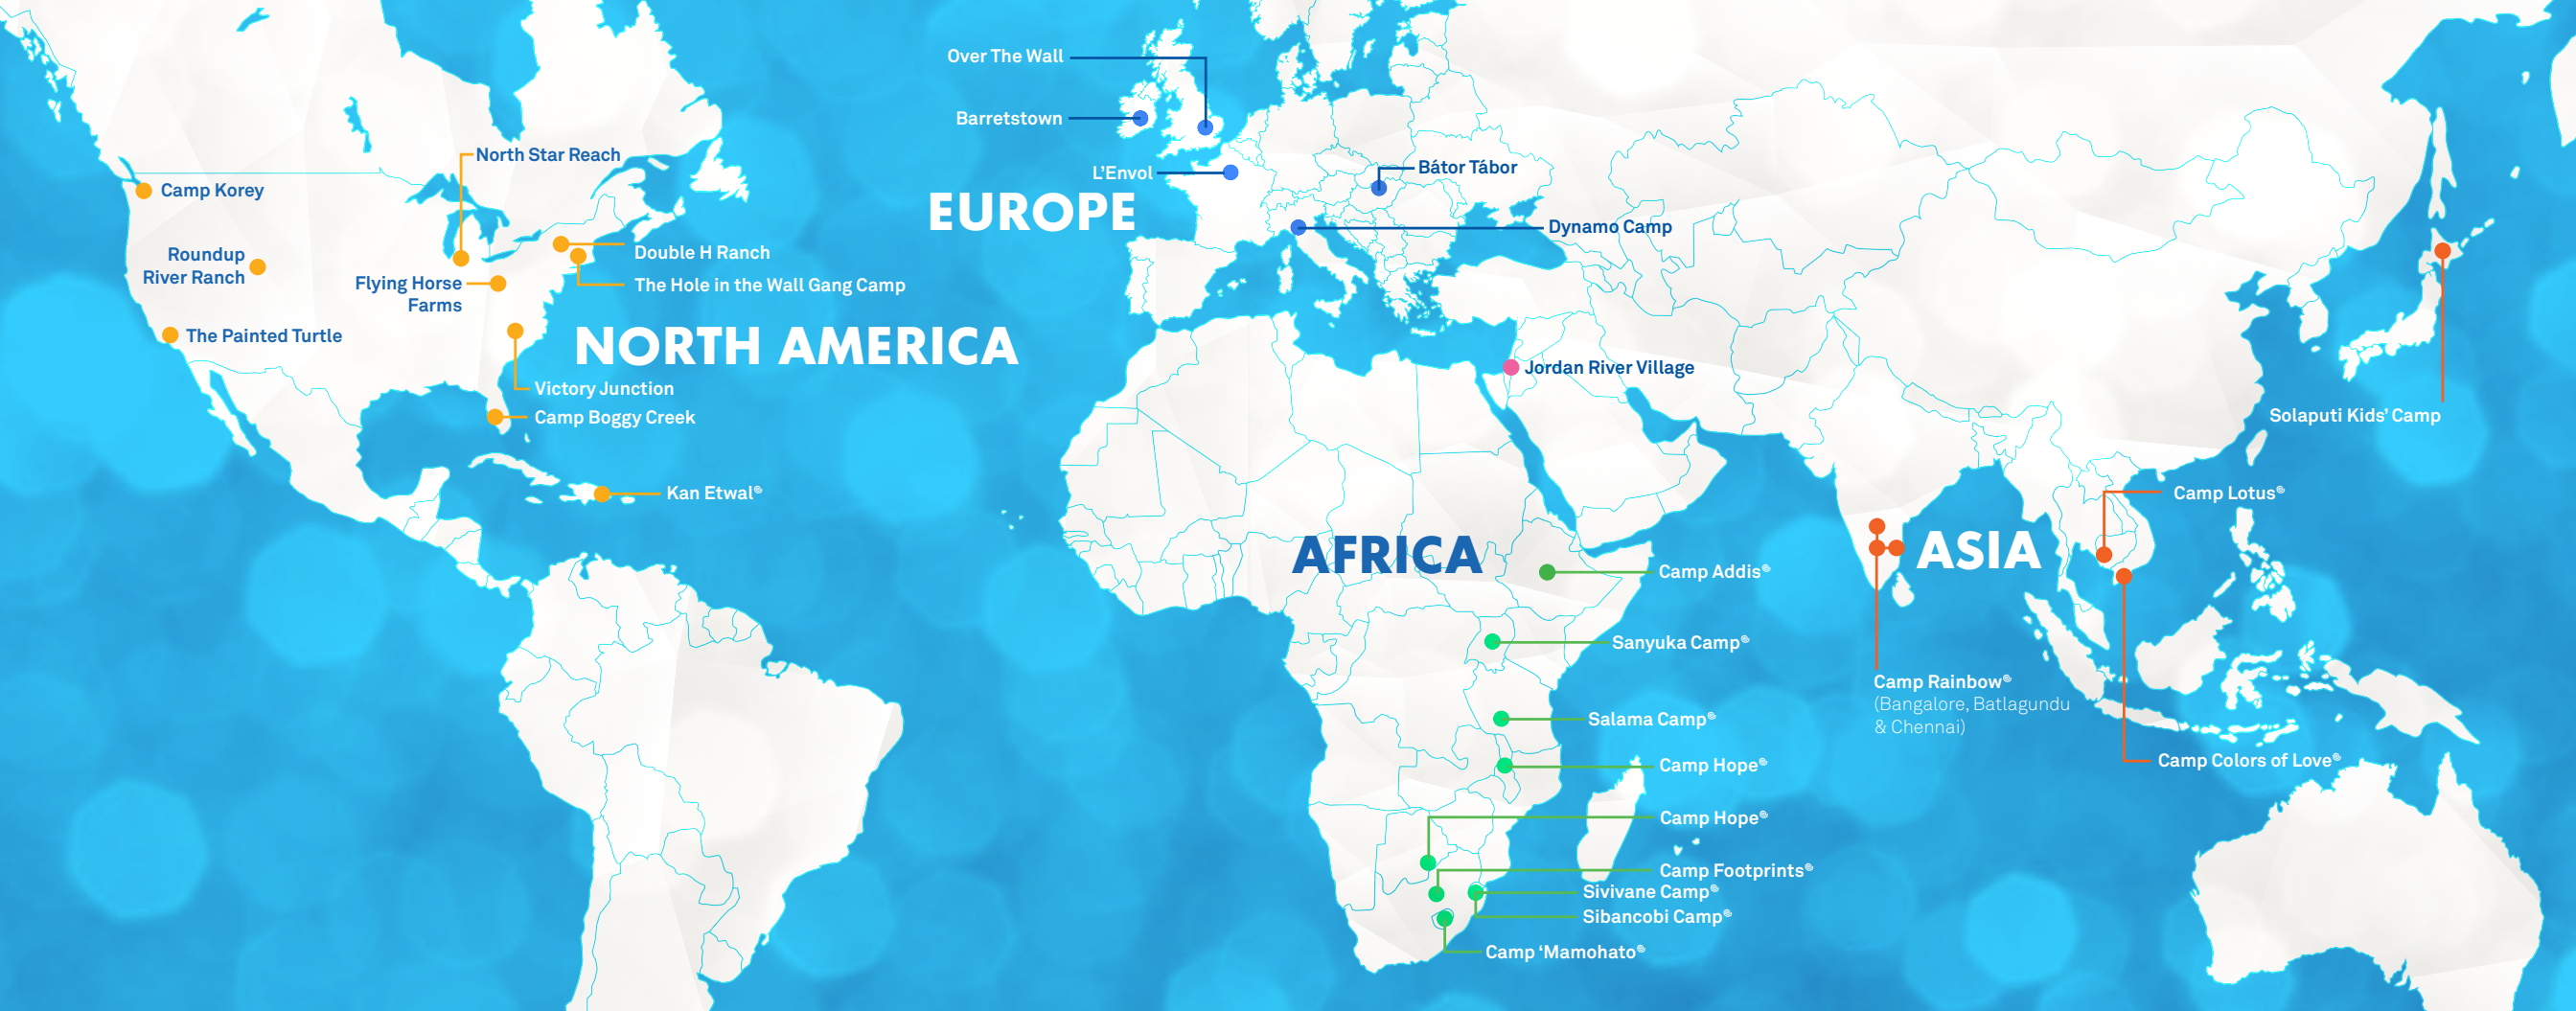 Over The Wall
Barretstown
L'Envol
EUROPE
Bátor Tábor
Dynamo Camp
North Star Reach
Camp Korey
Roundup
River Ranch
Flying Horse
Farms
Double H Ranch
The Hole in the Wall Gang Camp
The Painted Turtle
NORTH AMERICA
Victory Junction
Camp Boggy Creek
Kan Etwal
Jordan River Village
Solaputi Kids' Camp
AFRICA
ASIA
Camp Lotus
Camp Addis
Sanyuka Camp
Camp Rainbow
(Bangalore, Batlagundu
& Chennai)
Salama Camp
Camp Hope
Camp Colors of Love
Camp Hope
Camp Footprints
Sivivane Camp
Sibancobi Camp
Camp 'Mamohato